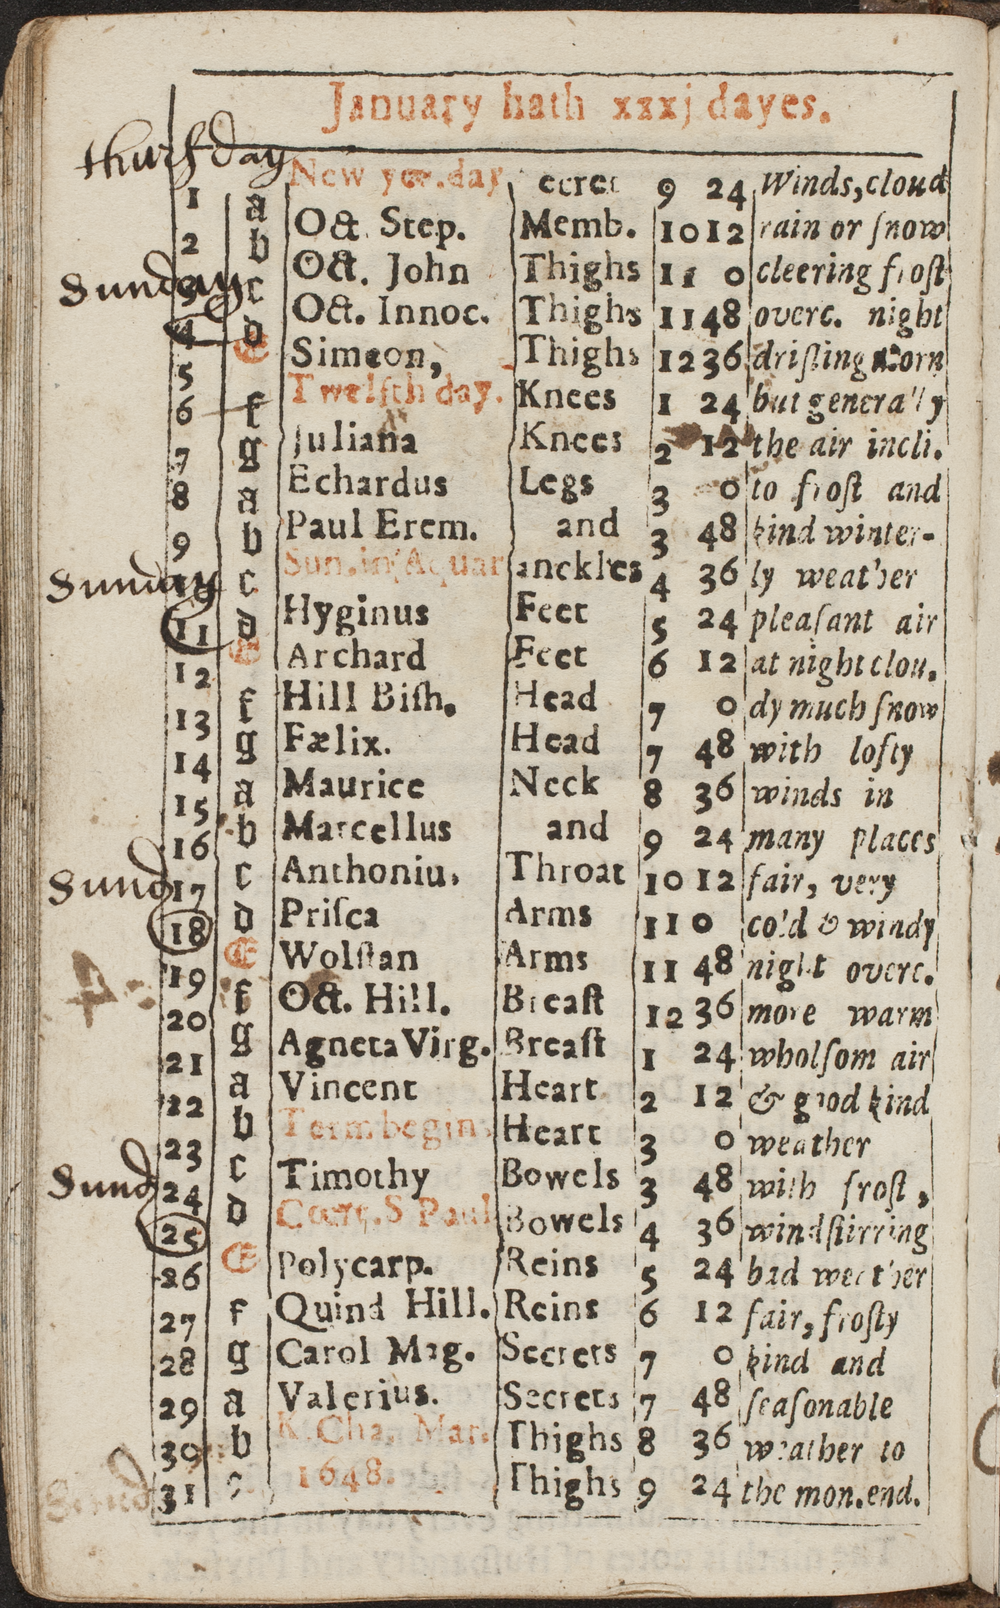 January hath xxxj dayes.
thursday
1 a New yer.day ecret 9 24 Winds, cloud
2 b Oct. Step. Memb. 10 12 rain or ſnow
Sunday
3 c Oct. John Thighs 11 0 cleering froſt
4 d Oct. Innoc. Thighs 11 48 overc. night
5 E Simeon, Thighs 12 36 driſling morn
6 f Twelfth day. Knees 1 24 but generally
7 g Juliana Knees 2 12 the air incli.
8 a Echardus Legs 3 0 to froſt and
9 b Paul Erem. and 3 48 kind winter-
Sunday
c Sun.in Aquar anckles 4 36 ly weather
11 d Hyginus Feet 5 24 pleaſant air
12 E Archard Feet 6 12 at night clou.
13 f Hill Biſh. Head 7 0 dy much ſnow
14 g Fælix. Head 7 48 with lofty
15 a Maurice Neck 8 36 winds in
16 b Marcellus and 9 24 many places
Sund
17 c Anthoniu, Throat 10 12 fair, very
18 d Priſca Arms 11 0 cold & windy
19 E Wolſtan Arms 11 48 night overc.
20 f Oct. Hill. Breaſt 12 36 more warm
21 g Agneta Virg. Breaſt 1 24 wholſom air
22 a Vincent Heart 2 12 & good kind
23 b Term begin Heart 3 0 weather
Sund
24 c Timothy Bowels 3 48 with froſt,
25 d S Paul Bowels 4 36 windſtirring
26 E Polycarp. Reins 5 24 bad weather
27 f Quind Hill. Reins 6 12 fair, froſty
28 g Carol Mag. Secrets 7 0 kind and
29 a Valerius. Secrets 7 48 ſeaſonable
30 b K. Cha. Mar. Thighs 8 36 weather to
Sund
31 c 1648. Thighs 9 24 the mon.end.